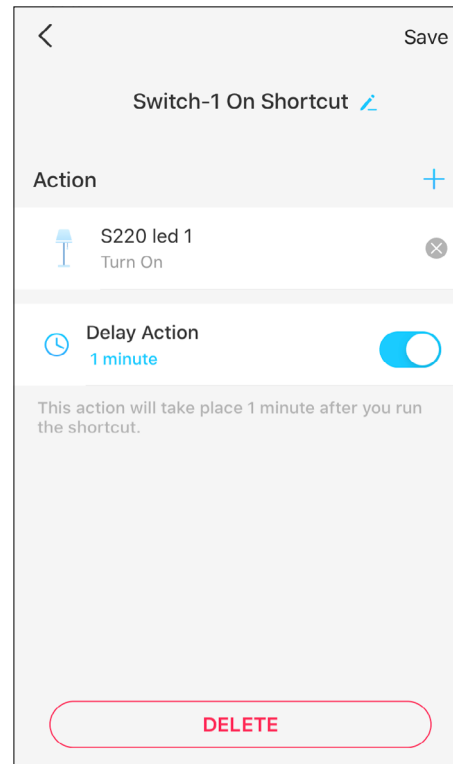 Save
Switch-1 On Shortcut
Action
S220 led 1
Turn On
Delay Action
1 minute
This action will take place 1 minute after you run
the shortcut.
DELETE